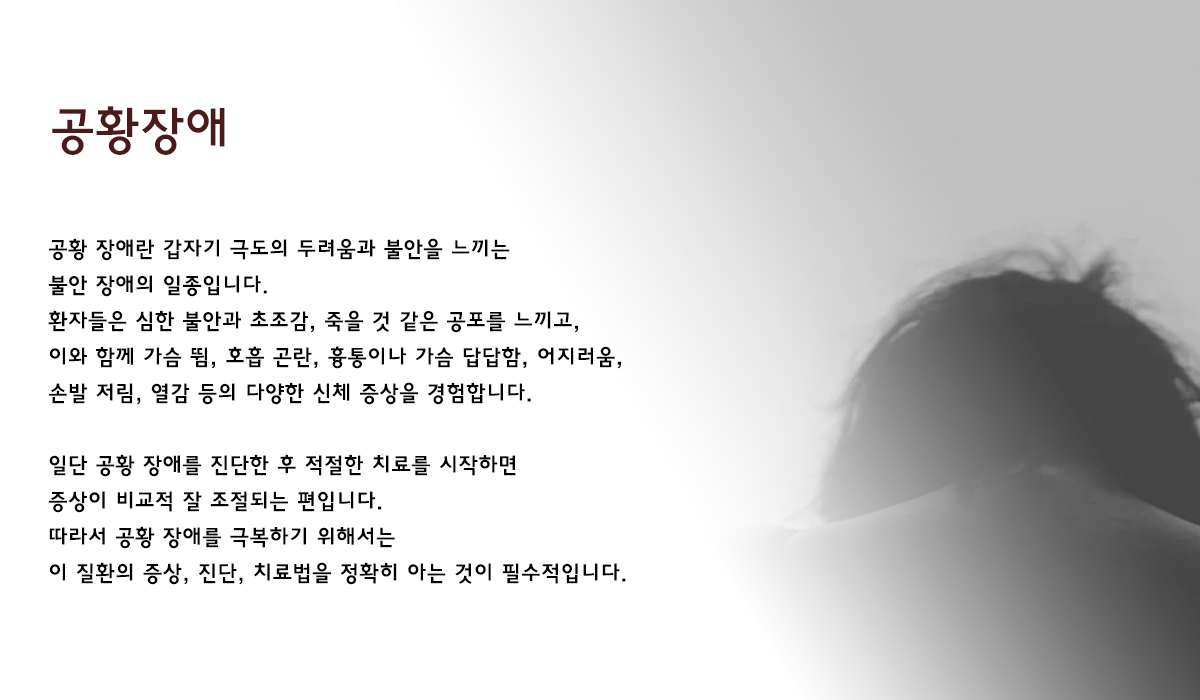 공황장애
공황 장애란 갑자기 극도의 두려움과 불안을 느끼는
불안 장애의 일종입니다.
환자들은 심한 불안과 초조감, 죽을 것 같은 공포를 느끼고,
이와 함께 가슴 뜀, 호흡 곤란, 흉통이나 가슴 답답함, 어지러움,
손발 저림, 열감 등의 다양한 신체 증상을 경험합니다.
일단 공황 장애를 진단한 후 적절한 치료를 시작하면
증상이 비교적 잘 조절되는 편입니다.
따라서 공황 장애를 극복하기 위해서는
이 질환의 증상, 진단, 치료법을 정확히 아는 것이 필수적입니다.